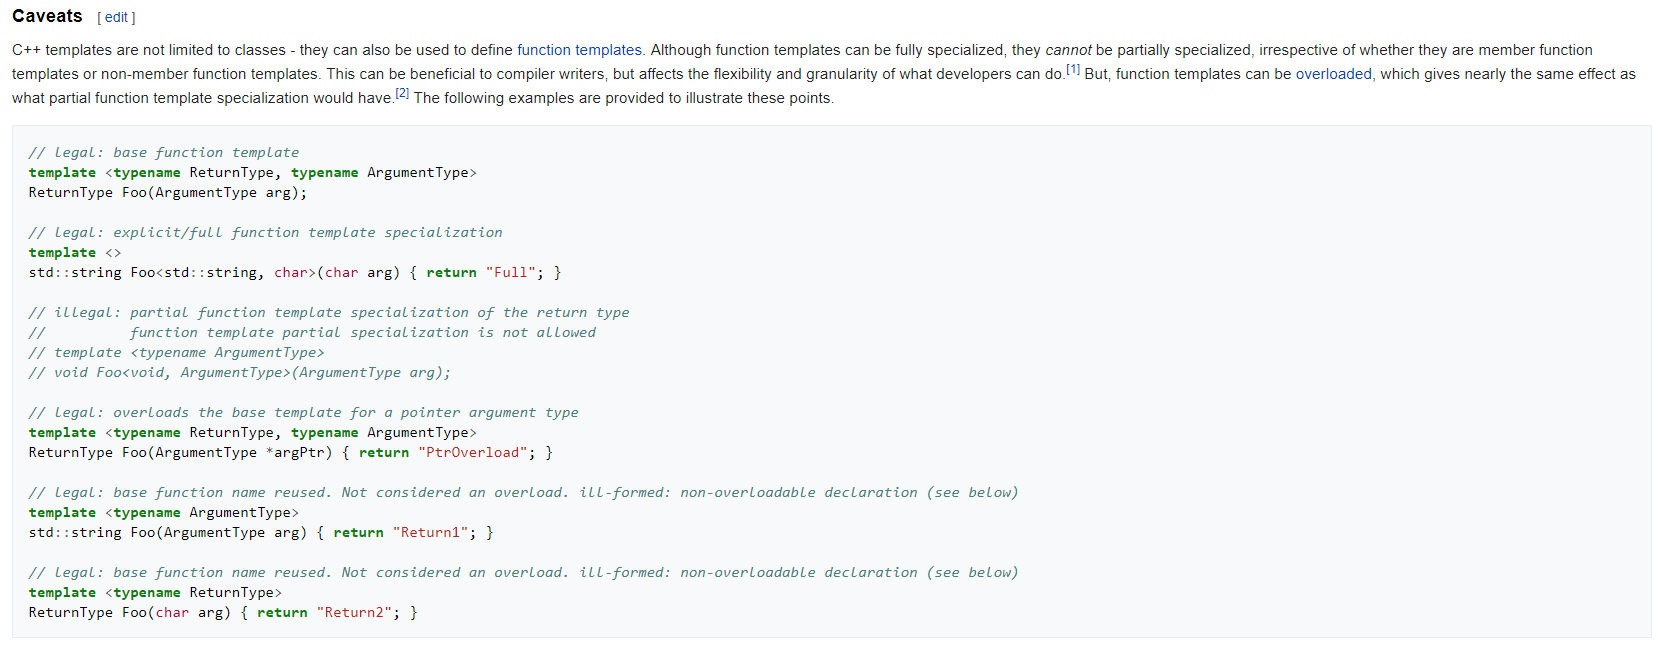 Caveats [ edit ]
C++ templates are not limited to classes - they can also be used to define function templates. Although function templates can be fully specialized, they cannot be partially specialized, irrespective of whether they are member function
templates or non-member function templates. This can be beneficial to compiler writers, but affects the flexibility and granularity of what developers can do.[1] But, function templates can be overloaded, which gives nearly the same effect as
what partial function template specialization would have.[2] The following examples are provided to illustrate these points.
// legal: base function template
template <typename ReturnType, typename ArgumentType>
ReturnType Foo(ArgumentType arg);
// legal: explicit/full function template specialization
template <>
std::string Foo<std::string, char>(char arg) { return "Full"; }
// illegal: partial function template specialization of the return type
//          function template partial specialization is not allowed
// template <typename ArgumentType>
// void Foo<void, ArgumentType>(ArgumentType arg);
// legal: overloads the base template for a pointer argument type
template <typename ReturnType, typename ArgumentType>
ReturnType Foo(ArgumentType *argPtr) { return "PtrOverload"; }
// legal: base function name reused. Not considered an overload. ill-formed: non-overloadable declaration (see below)
template <typename ArgumentType>
std::string Foo(ArgumentType arg) { return "Return1"; }
// legal: base function name reused. Not considered an overload. ill-formed: non-overloadable declaration (see below)
template <typename ReturnType>
ReturnType Foo(char arg) { return "Return2"; }